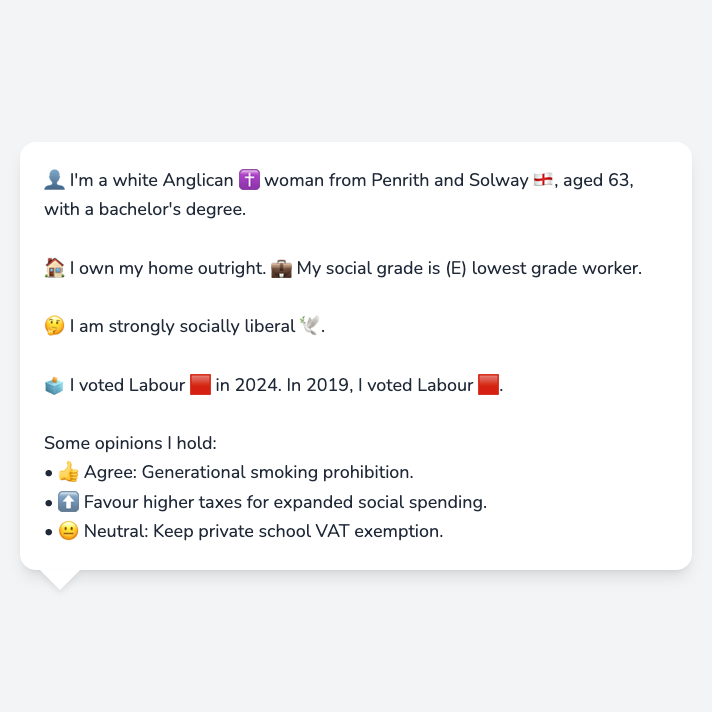 👤 I'm a white Anglican ✝️ woman from Penrith and Solway 🏴󠁧󠁢󠁥󠁮󠁧󠁿, aged 63,
with a bachelor's degree.
🏠 I own my home outright. 💼 My social grade is (E) lowest grade worker.
🤔 I am strongly socially liberal 🕊️.
🗳️ I voted Labour 🟥 in 2024. In 2019, I voted Labour 🟥.
Some opinions I hold:
• 👍 Agree: Generational smoking prohibition.
• ⬆️ Favour higher taxes for expanded social spending.
• 😐 Neutral: Keep private school VAT exemption.